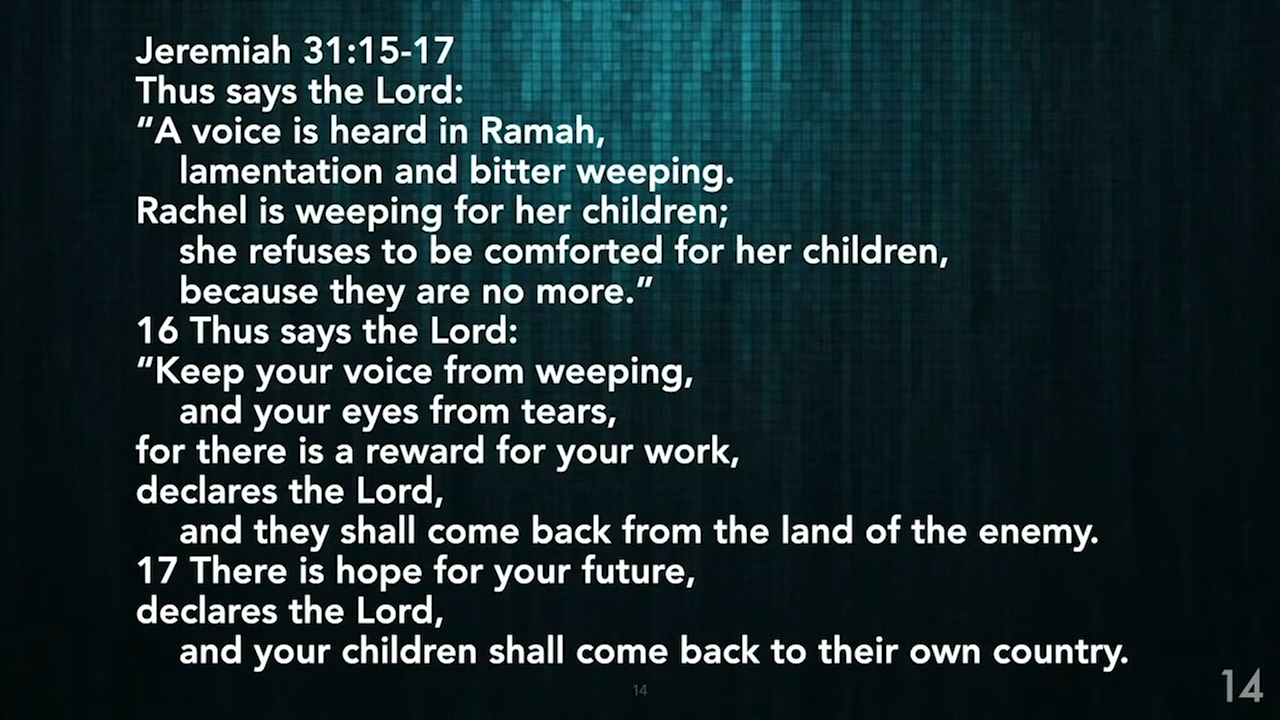 Jeremiah 31:15-17
Thus says the Lord:
“A voice is heard in Ramah,
lamentation and bitter weeping.
Rachel is weeping for her children;
she refuses to be comforted for her children,
because they are no more.”
16 Thus says the Lord:
“Keep your voice from weeping,
and your eyes from tears,
for there is a reward for your work,
declares the Lord,
and they shall come back from the land of the enemy.
17 There is hope for your future,
declares the Lord,
and your children shall come back to their own country.
14
14